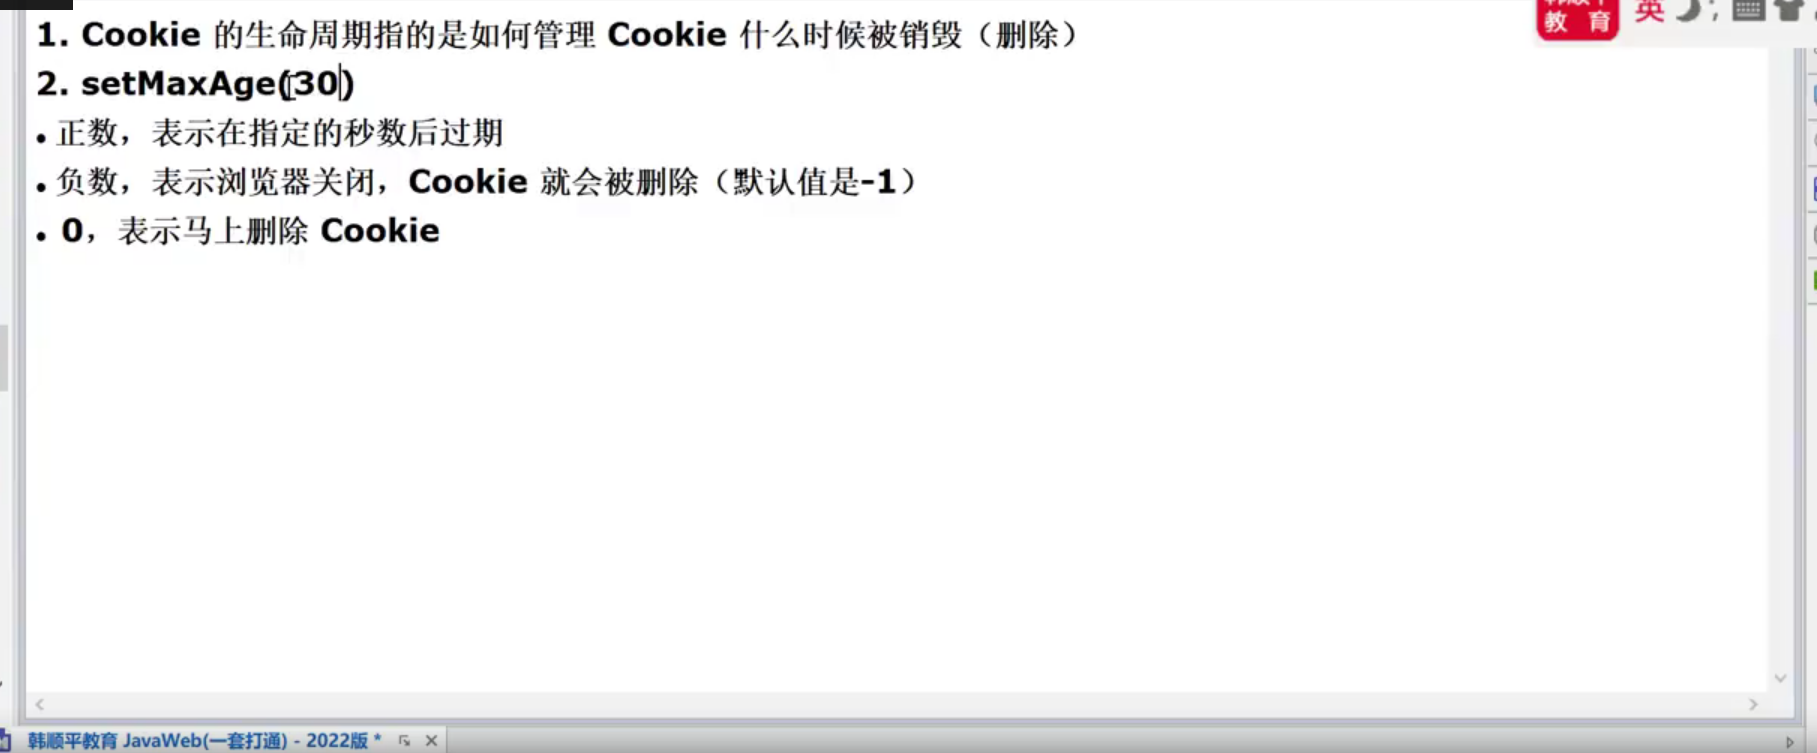 1. Cookie 的生命周期指的是如何管理 Cookie 什么时候被销毁（删除）
教 育
英
2. setMaxAge(30)
• 正数，表示在指定的秒数后过期
• 负数，表示浏览器关闭，Cookie 就会被删除（默认值是-1）
• 0，表示马上删除 Cookie
韩顺平教育 JavaWeb(一套打通) - 2022版 *